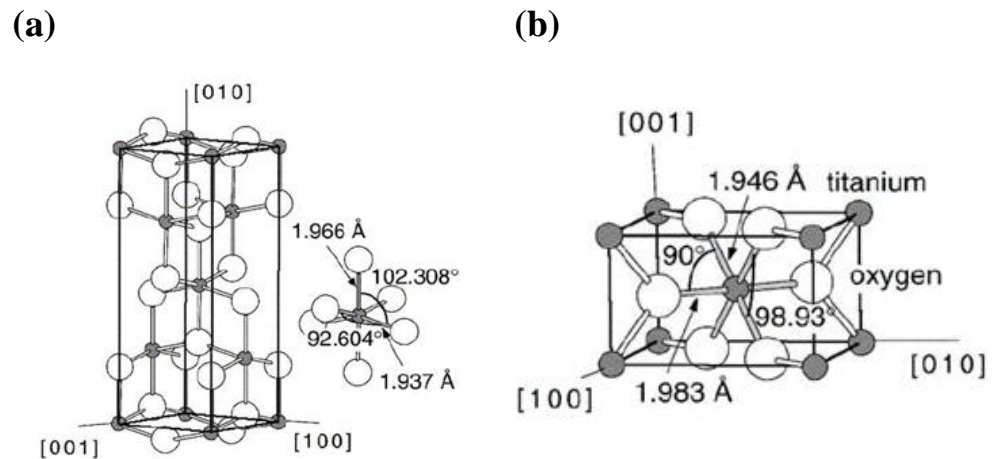 (a)
(b)
[010]
1.966 Å
102.308°
92.604°
1.937 Å
[001]
[100]
[001]
1.946 Å
titanium
90°
oxygen
98.93°
[010]
[100]
1.983 Å